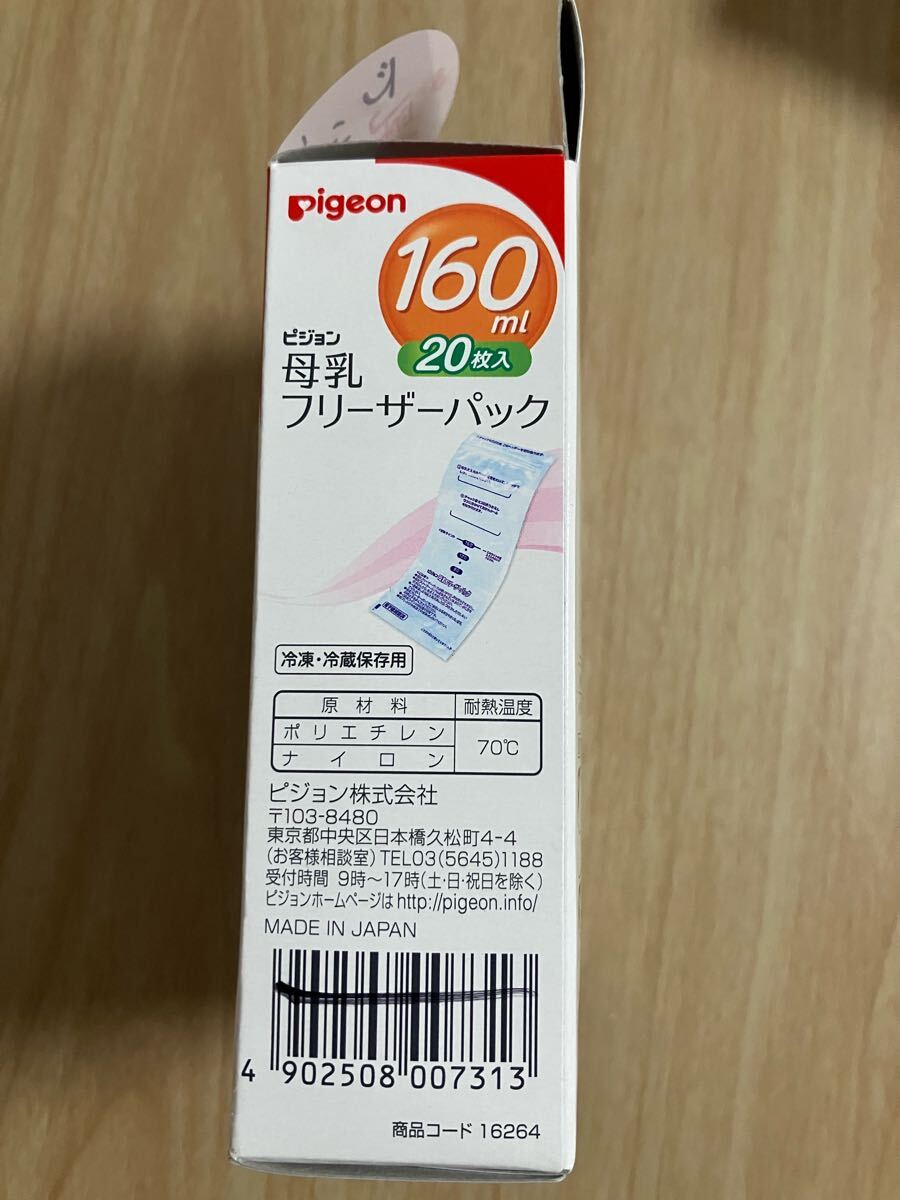 pigeon
160
ml
20枚入
ピジョン
母乳
フリーザーパック
冷凍・冷蔵保存用
原材料 耐熱温度
ポリエチレン 70℃
ナイロン
ピジョン株式会社
〒103-8480
東京都中央区日本橋久松町4-4
(お客様相談室)TEL03(5645)1188
受付時間 9時〜17時(土・日・祝日を除く)
ピジョンホームページは http://pigeon.info/
MADE IN JAPAN
4 902508 007313
商品コード 16264